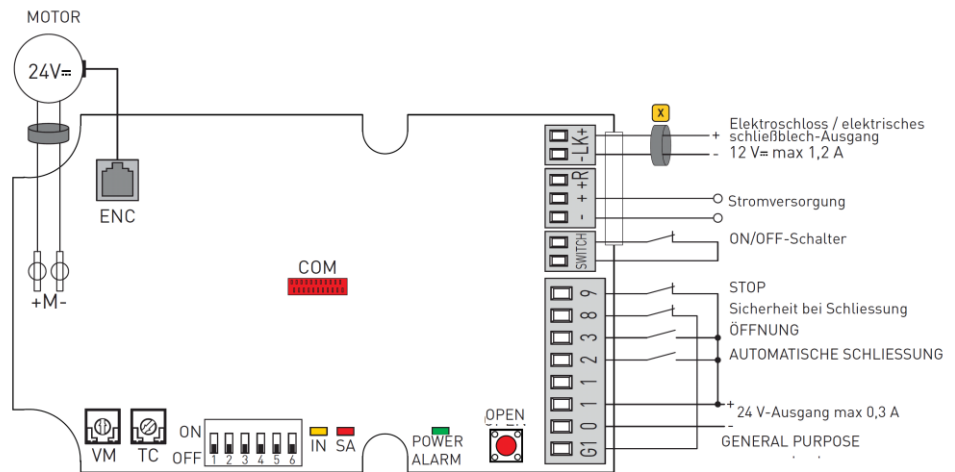 MOTOR
24V=
ENC
+M-
COM
VM
TC
ON
OFF
1 2 3 4 5 6
IN
SA
POWER
ALARM
OPEN
-LK+
- + +R
SWITCH
9
8
3
2
1
1
0
G1
X
+ Elektroschloss / elektrisches
schließblech-Ausgang
- 12 V= max 1,2 A
Stromversorgung
ON/OFF-Schalter
STOP
Sicherheit bei Schliessung
ÖFFNUNG
AUTOMATISCHE SCHLIESSUNG
+ 24 V-Ausgang max 0,3 A
-
GENERAL PURPOSE